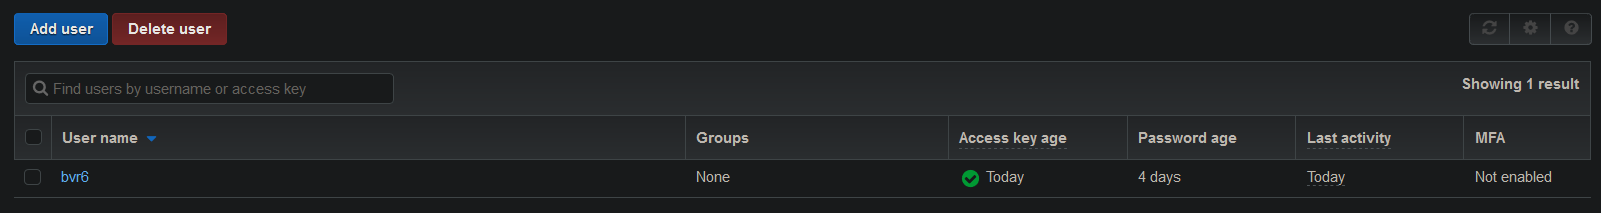 Add user Delete user
Find users by username or access key
Showing 1 result
User name Groups Access key age Password age Last activity MFA
bvr6 None Today 4 days Today Not enabled